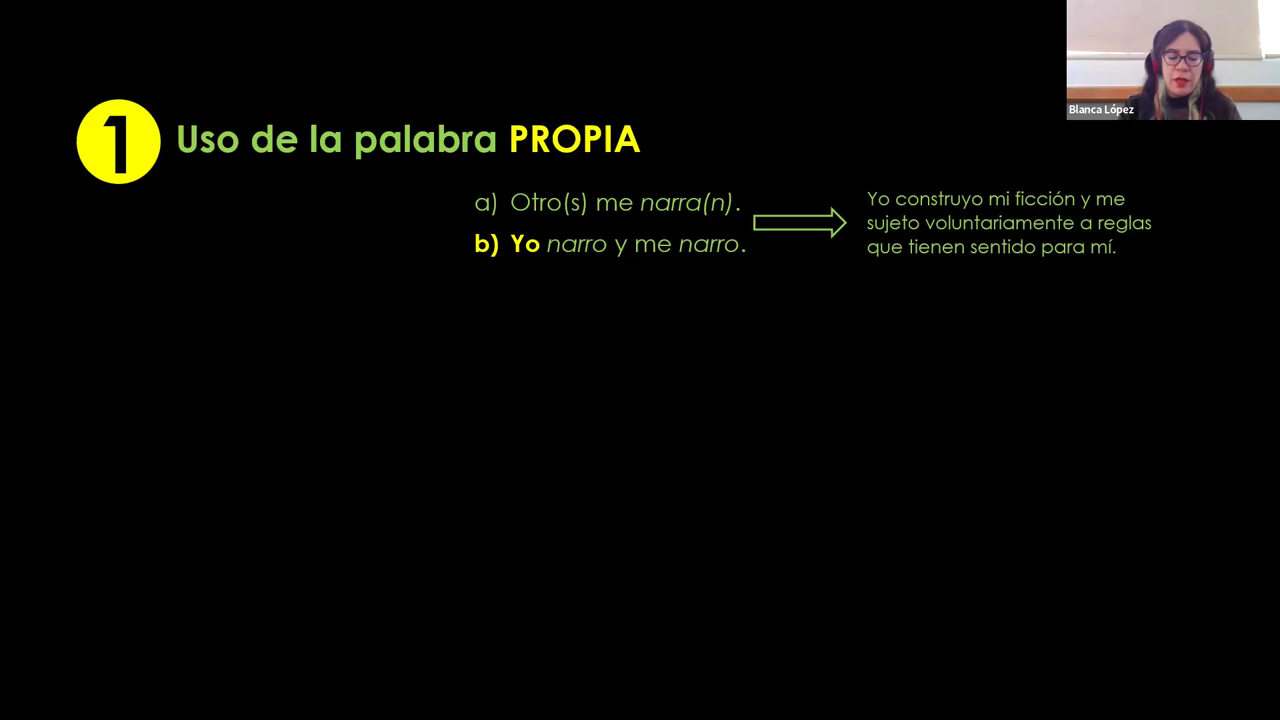 Blanca López
1 Uso de la palabra PROPIA
a) Otro(s) me narra(n).
b) Yo narro y me narro.
Yo construyo mi ficción y me
sujeto voluntariamente a reglas
que tienen sentido para mí.